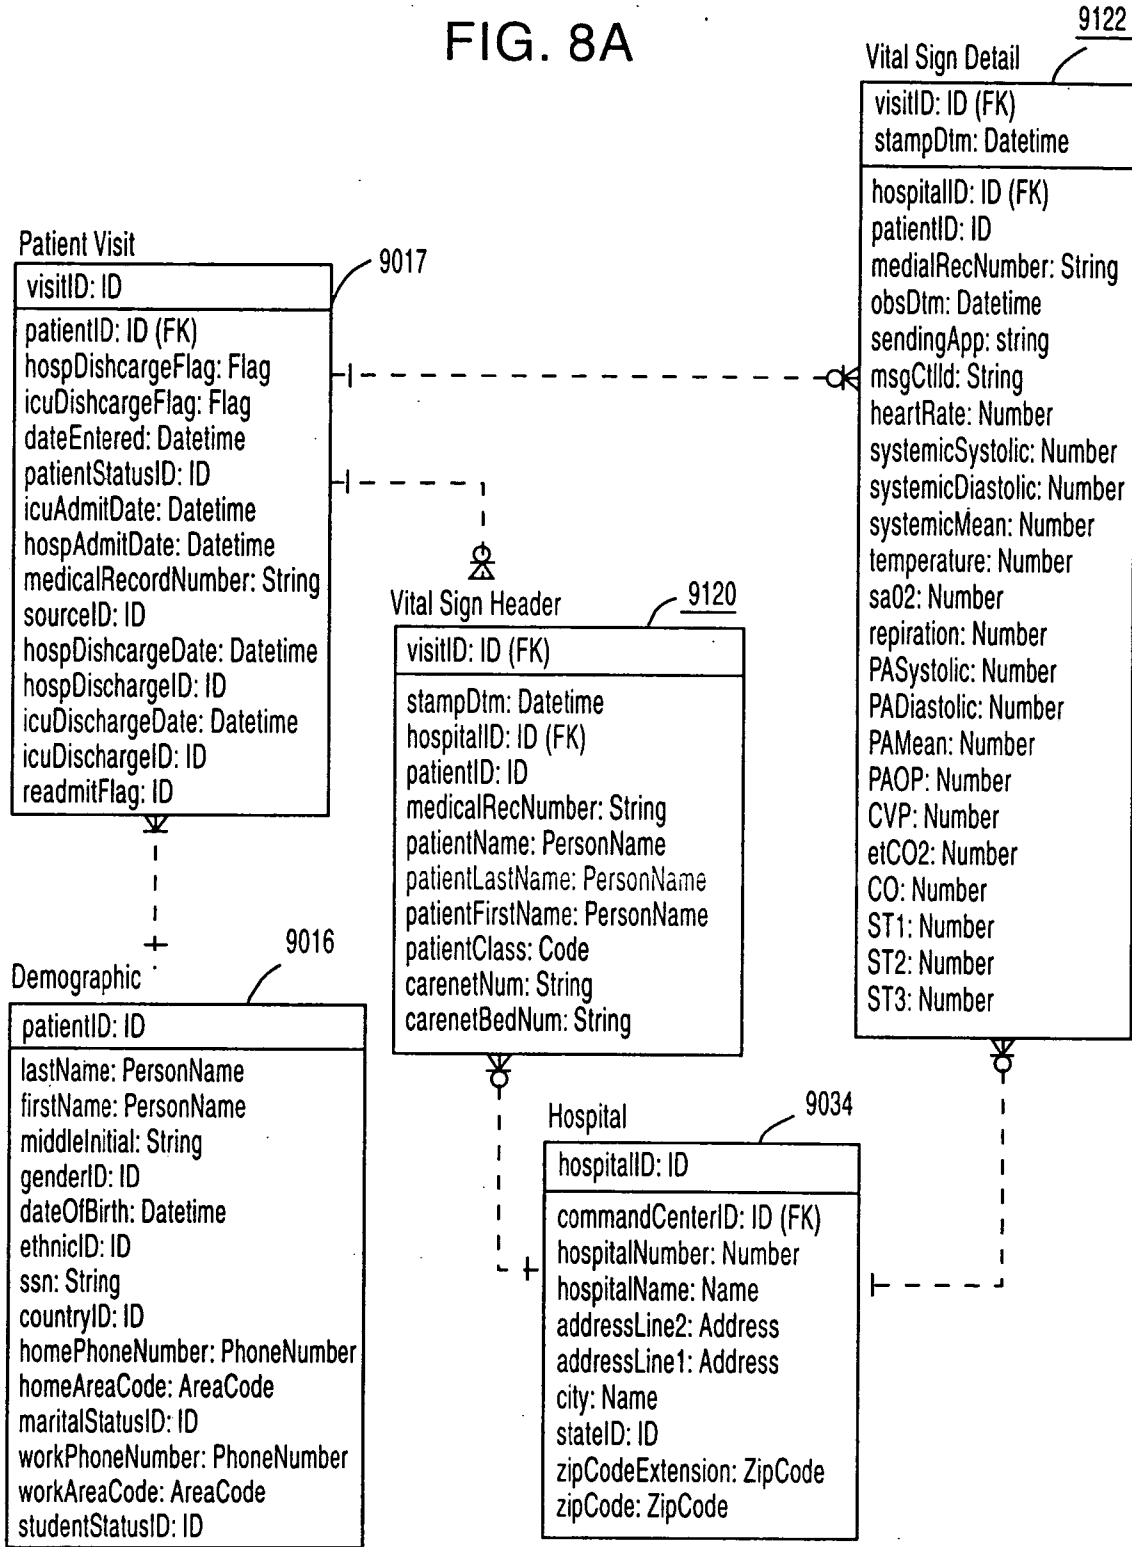 FIG. 8A
9122
Vital Sign Detail
visitID: ID (FK)
stampDtm: Datetime
hospitalID: ID (FK)
patientID: ID
medialRecNumber: String
obsDtm: Datetime
sendingApp: string
msgCtlId: String
heartRate: Number
systemicSystolic: Number
systemicDiastolic: Number
systemicMean: Number
temperature: Number
sa02: Number
repiration: Number
PASystolic: Number
PADiastolic: Number
PAMean: Number
PAOP: Number
CVP: Number
etCO2: Number
CO: Number
ST1: Number
ST2: Number
ST3: Number
Patient Visit
9017
visitID: ID
patientID: ID (FK)
hospDishcargeFlag: Flag
icuDishcargeFlag: Flag
dateEntered: Datetime
patientStatusID: ID
icuAdmitDate: Datetime
hospAdmitDate: Datetime
medicalRecordNumber: String
sourceID: ID
hospDishcargeDate: Datetime
hospDischargeID: ID
icuDischargeDate: Datetime
icuDischargeID: ID
readmitFlag: ID
Vital Sign Header
9120
visitID: ID (FK)
stampDtm: Datetime
hospitalID: ID (FK)
patientID: ID
medicalRecNumber: String
patientName: PersonName
patientLastName: PersonName
patientFirstName: PersonName
patientClass: Code
carenetNum: String
carenetBedNum: String
Demographic
9016
patientID: ID
lastName: PersonName
firstName: PersonName
middleInitial: String
genderID: ID
dateOfBirth: Datetime
ethnicID: ID
ssn: String
countryID: ID
homePhoneNumber: PhoneNumber
homeAreaCode: AreaCode
maritalStatusID: ID
workPhoneNumber: PhoneNumber
workAreaCode: AreaCode
studentStatusID: ID
Hospital
9034
hospitalID: ID
commandCenterID: ID (FK)
hospitalNumber: Number
hospitalName: Name
addressLine2: Address
addressLine1: Address
city: Name
stateID: ID
zipCodeExtension: ZipCode
zipCode: ZipCode